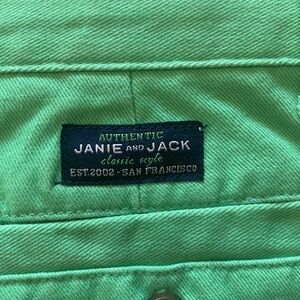 AUTHENTIC
JANIE AND JACK
classic style
EST.2002-SAN FRANCISCO